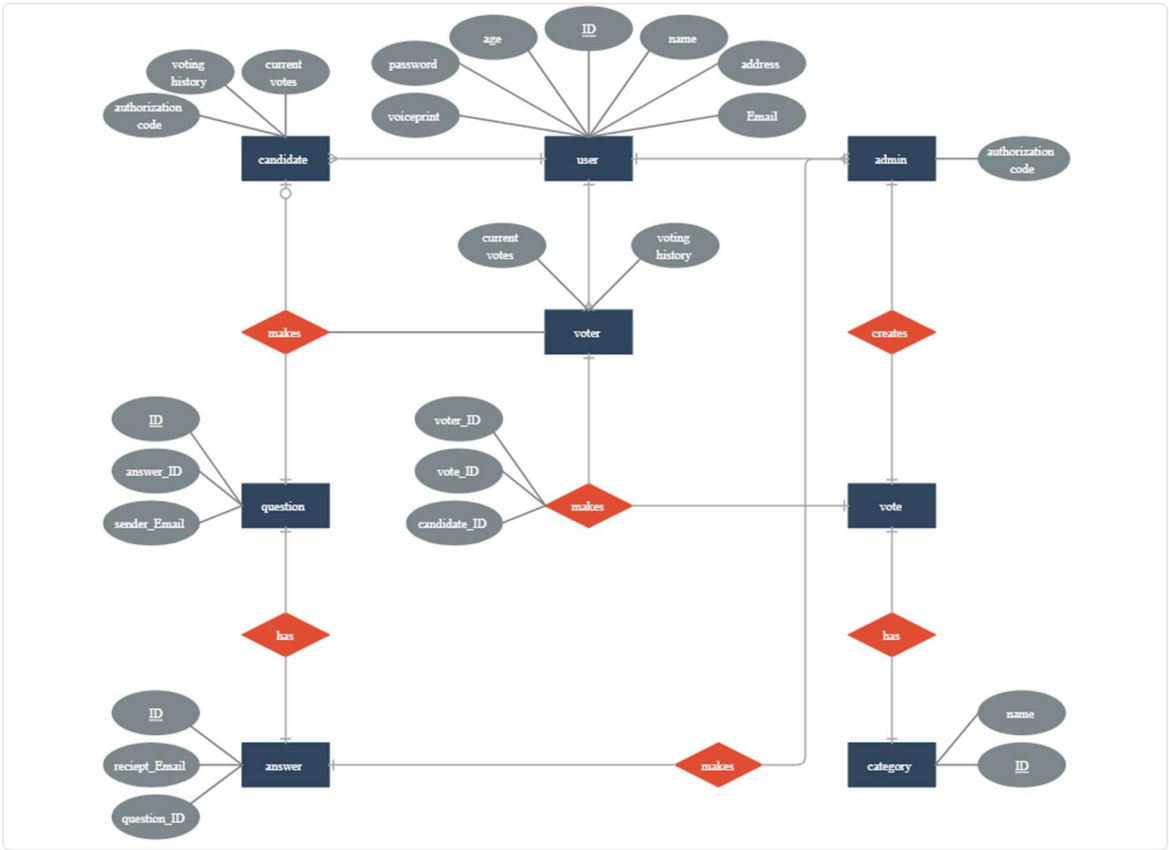 ID
age
name
password
address
voting
history
current
votes
authorization
code
voiceprint
Email
candidate
user
admin
authorization
code
current
votes
voting
history
makes
voter
creates
ID
answer_ID
sender_Email
question
voter_ID
vote_ID
candidate_ID
makes
vote
has
has
ID
reciept_Email
question_ID
answer
makes
category
name
ID